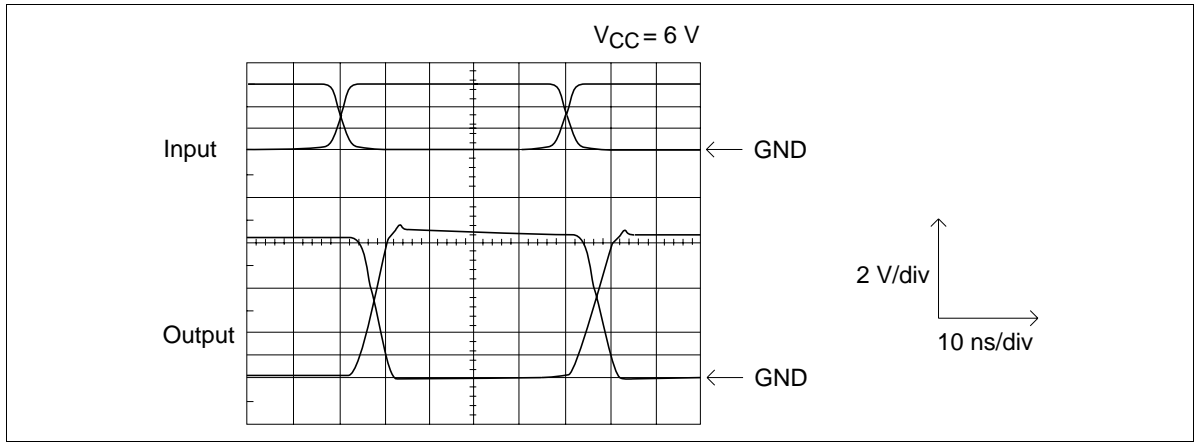 VCC = 6 V
Input
GND
2 V/div
Output
10 ns/div
GND